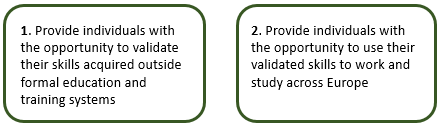 1. Provide individuals with
the opportunity to validate
their skills acquired outside
formal education and
training systems
2. Provide individuals with
the opportunity to use their
validated skills to work and
study across Europe